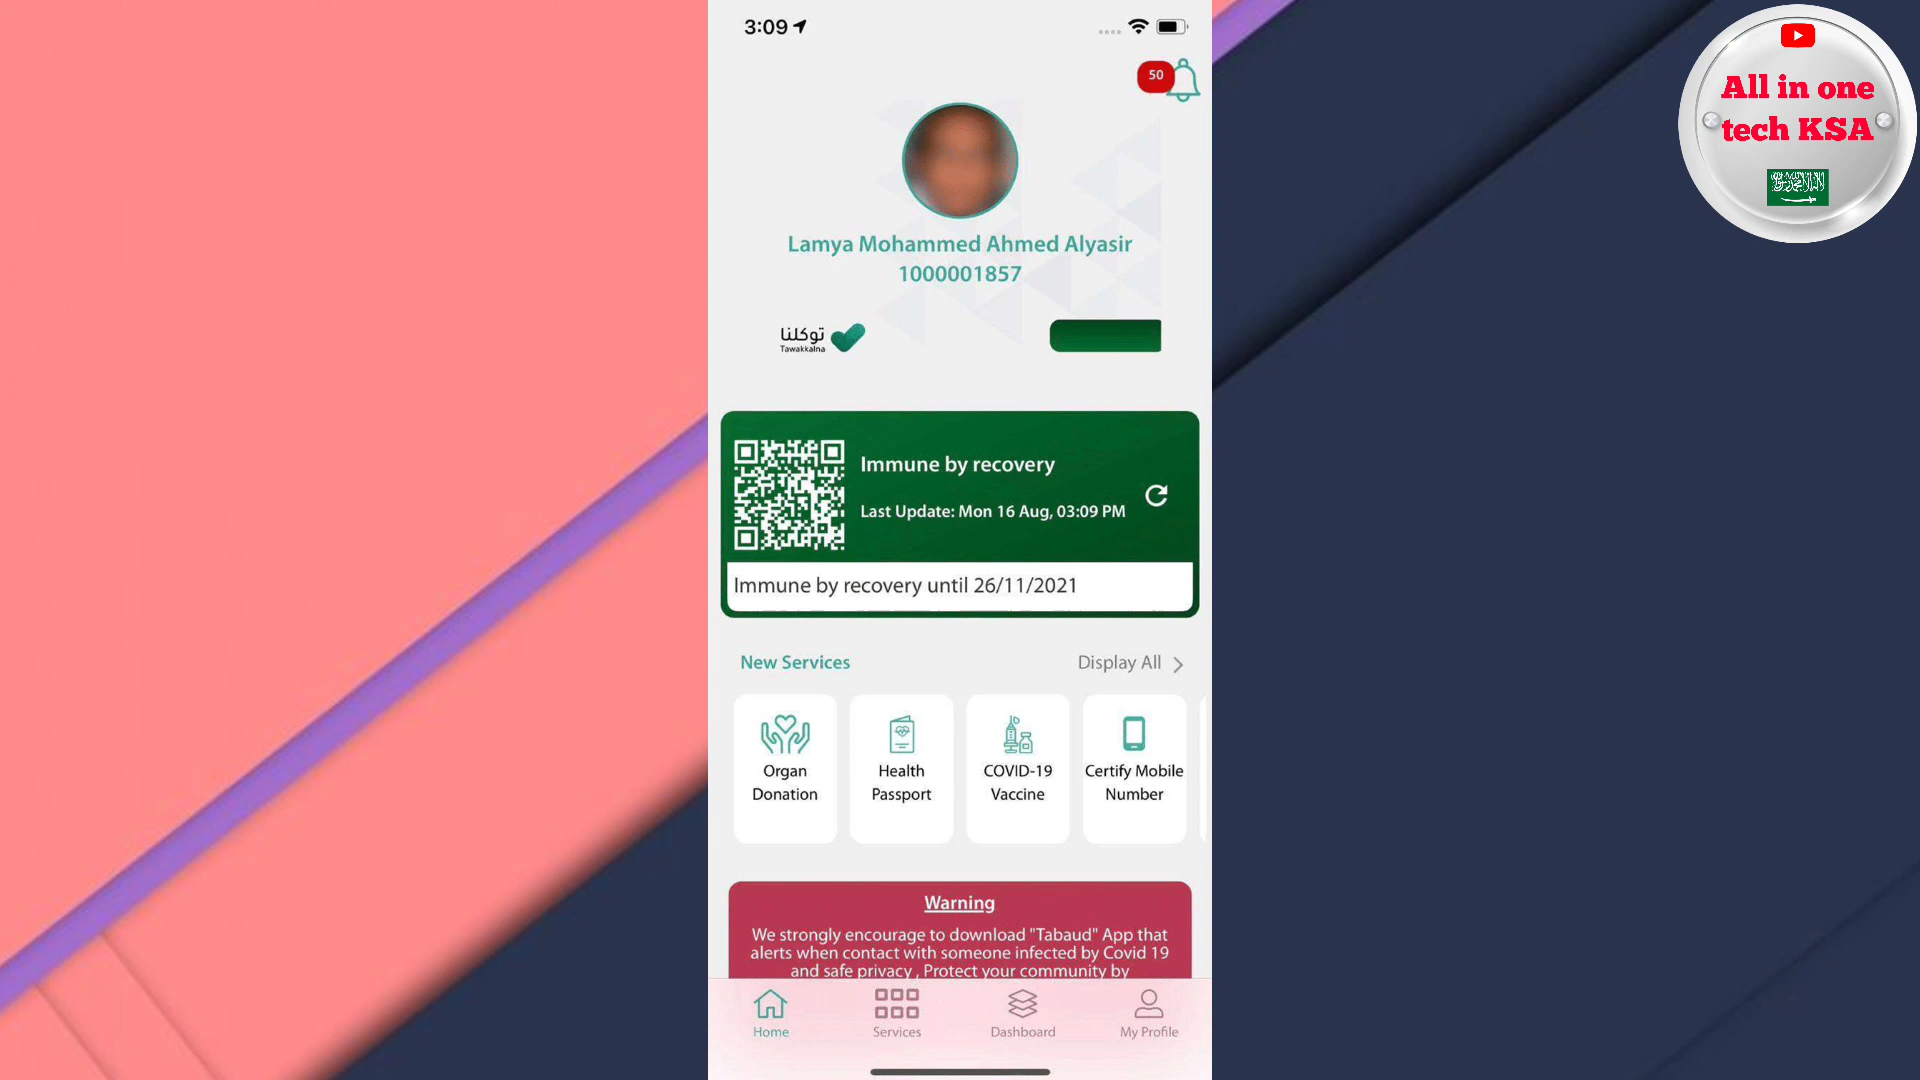 3:09
50
All in one
tech KSA
Lamya Mohammed Ahmed Alyasir
1000001857
توكلنا
Tawakkalna
Immune by recovery
Last Update: Mon 16 Aug, 03:09 PM
Immune by recovery until 26/11/2021
New Services
Display All
Organ
Donation
Health
Passport
COVID-19
Vaccine
Certify Mobile
Number
Warning
We strongly encourage to download "Tabaud" App that
alerts when contact with someone infected by Covid 19
and safe privacy , Protect your community by
Home
Services
Dashboard
My Profile